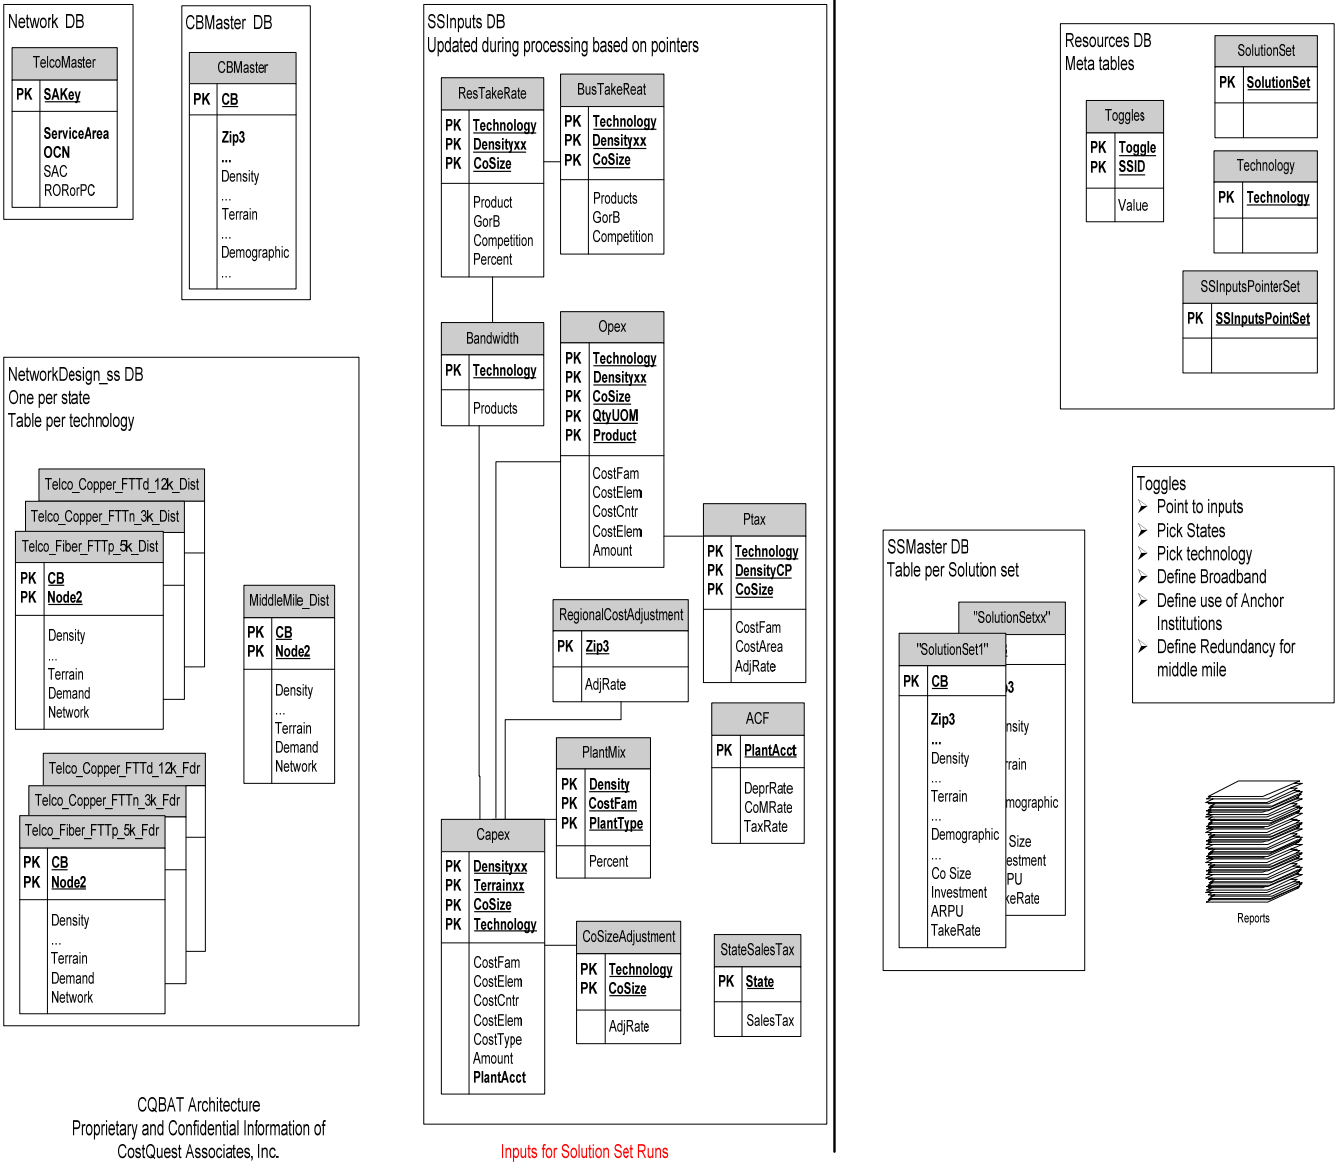 Network DB
TelcoMaster
PK SAKey
ServiceArea
OCN
SAC
RORorPC
CBMaster DB
CBMaster
PK CB
Zip3
...
Density
...
Terrain
...
Demographic
...
NetworkDesign_ss DB
One per state
Table per technology
Telco_Copper_FTTd_12k_Dist
Telco_Copper_FTTn_3k_Dist
Telco_Fiber_FTTp_5k_Dist
PK CB
PK Node2
Density
...
Terrain
Demand
Network
MiddleMile_Dist
PK CB
PK Node2
Density
...
Terrain
Demand
Network
Telco_Copper_FTTd_12k_Fdr
Telco_Copper_FTTn_3k_Fdr
Telco_Fiber_FTTp_5k_Fdr
PK CB
PK Node2
Density
...
Terrain
Demand
Network
CQBAT Architecture
Proprietary and Confidential Information of
CostQuest Associates, Inc.
SSInputs DB
Updated during processing based on pointers
ResTakeRate
PK Technology
PK Densityxx
PK CoSize
Product
GorB
Competition
Percent
BusTakeReat
PK Technology
PK Densityxx
PK CoSize
Products
GorB
Competition
Bandwidth
PK Technology
Products
Opex
PK Technology
PK Densityxx
PK CoSize
PK QtyUOM
PK Product
CostFam
CostElem
CostCntr
CostElem
Amount
Ptax
PK Technology
PK DensityCP
PK CoSize
CostFam
CostArea
AdjRate
RegionalCostAdjustment
PK Zip3
AdjRate
ACF
PK PlantAcct
DeprRate
CoMRate
TaxRate
PlantMix
PK Density
PK CostFam
PK PlantType
Percent
Capex
PK Densityxx
PK Terrainxx
PK CoSize
PK Technology
CostFam
CostElem
CostCntr
CostElem
CostType
Amount
PlantAcct
CoSizeAdjustment
PK Technology
PK CoSize
AdjRate
StateSalesTax
PK State
SalesTax
Inputs for Solution Set Runs
Resources DB
Meta tables
Toggles
PK Toggle
PK SSID
Value
SolutionSet
PK SolutionSet
Technology
PK Technology
SSInputsPointerSet
PK SSInputsPointSet
SSMaster DB
Table per Solution set
"SolutionSetxx"
p3
nsity
rrain
mographic
Size
estment
PU
keRate
"SolutionSet1"
PK CB
Zip3
...
Density
...
Terrain
...
Demographic
...
Co Size
Investment
ARPU
TakeRate
Toggles
➢ Point to inputs
➢ Pick States
➢ Pick technology
➢ Define Broadband
➢ Define use of Anchor
Institutions
➢ Define Redundancy for
middle mile
Reports